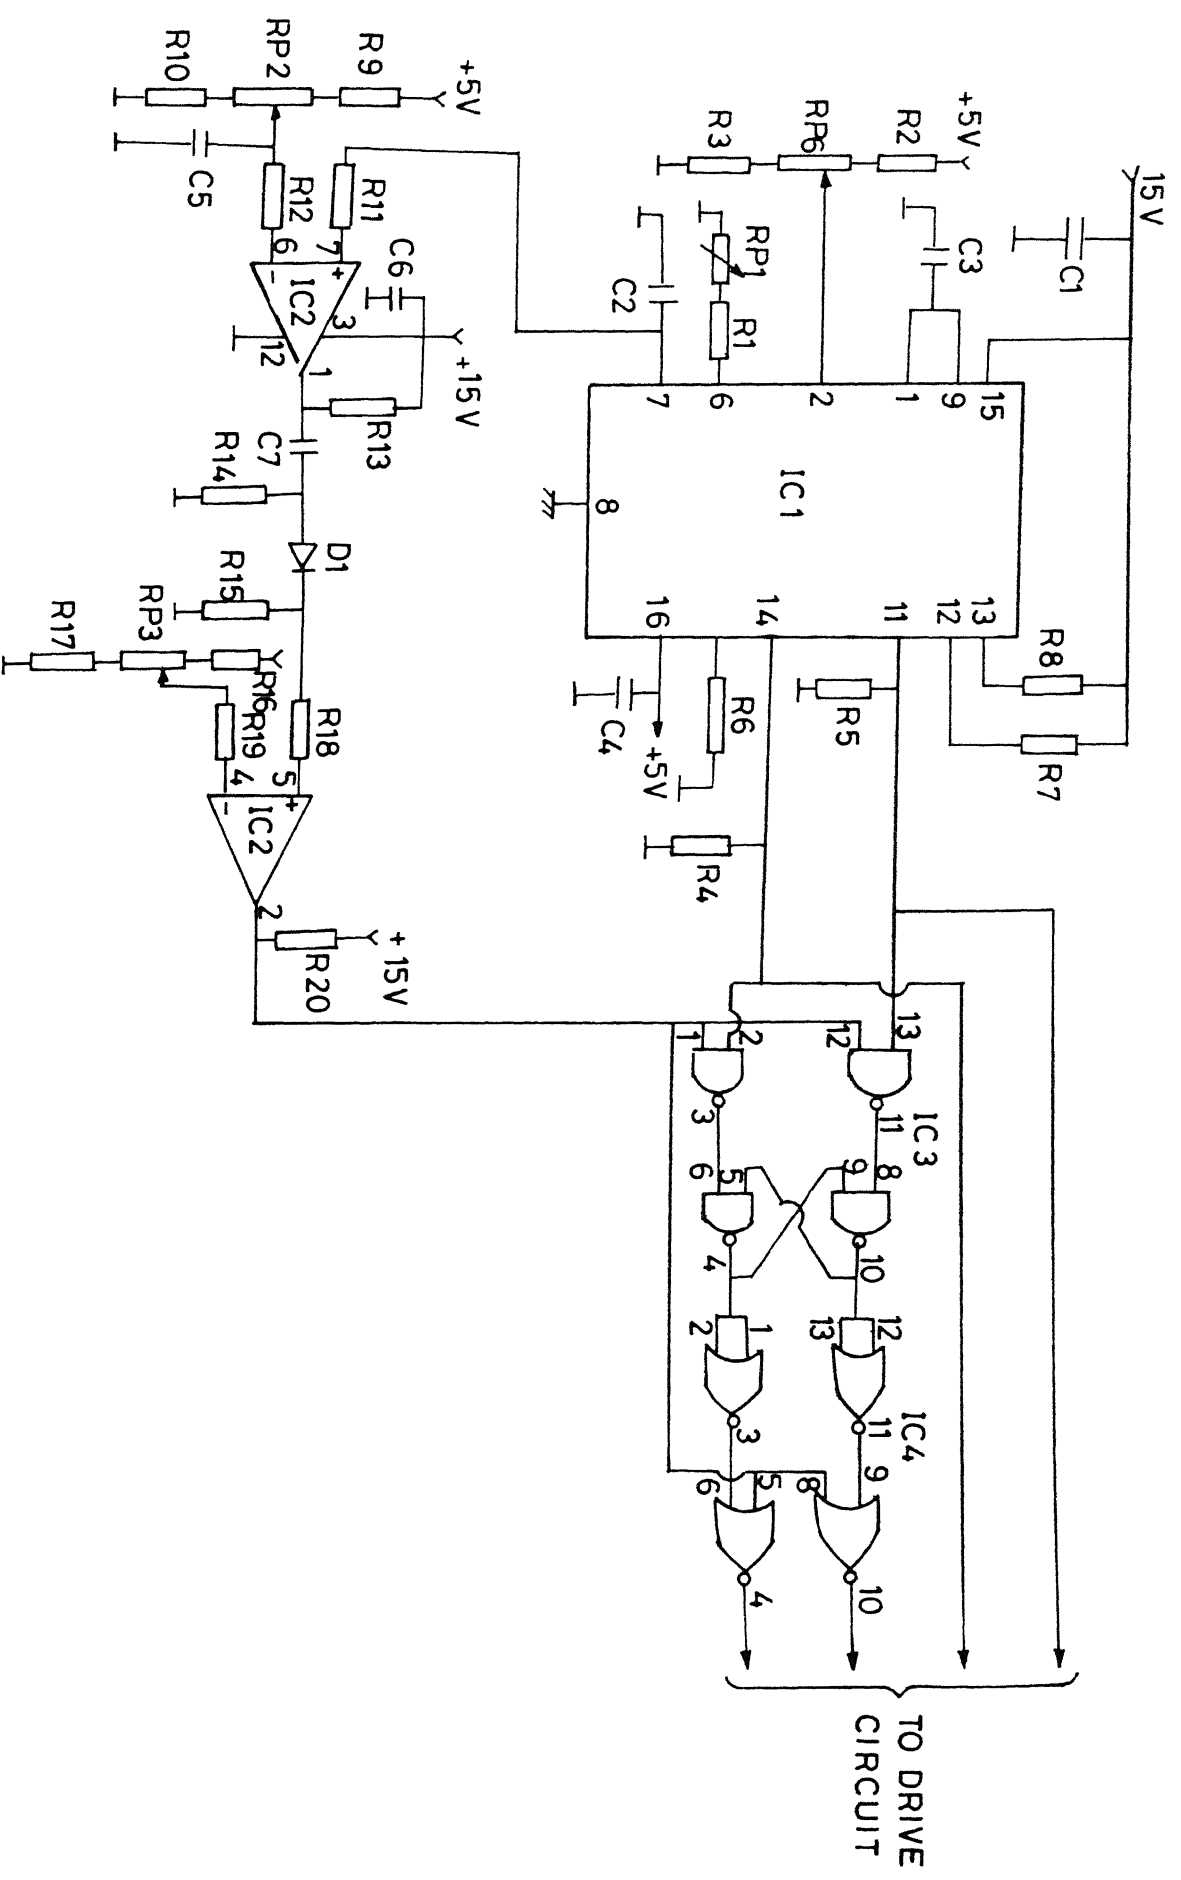 15V
C1
+5V
R2
RP6
R3
C3
RP1
R1
C2
15
9
1
2
6
7
IC1
8
13
12
11
14
16
R8
R7
R5
R6
+5V
C4
R4
+5V
R9
RP2
R10
C5
R11
R12
7
6
+
-
IC2
3
12
1
C6
+15V
R13
C7
R14
D1
R15
RP3
R17
R16
R18
R19
5
4
+
-
IC2
2
R20
+15V
13
12
11
IC3
2
1
3
8
9
10
5
6
4
12
13
11
IC4
1
2
3
9
8
10
5
6
4
TO DRIVE
CIRCUIT